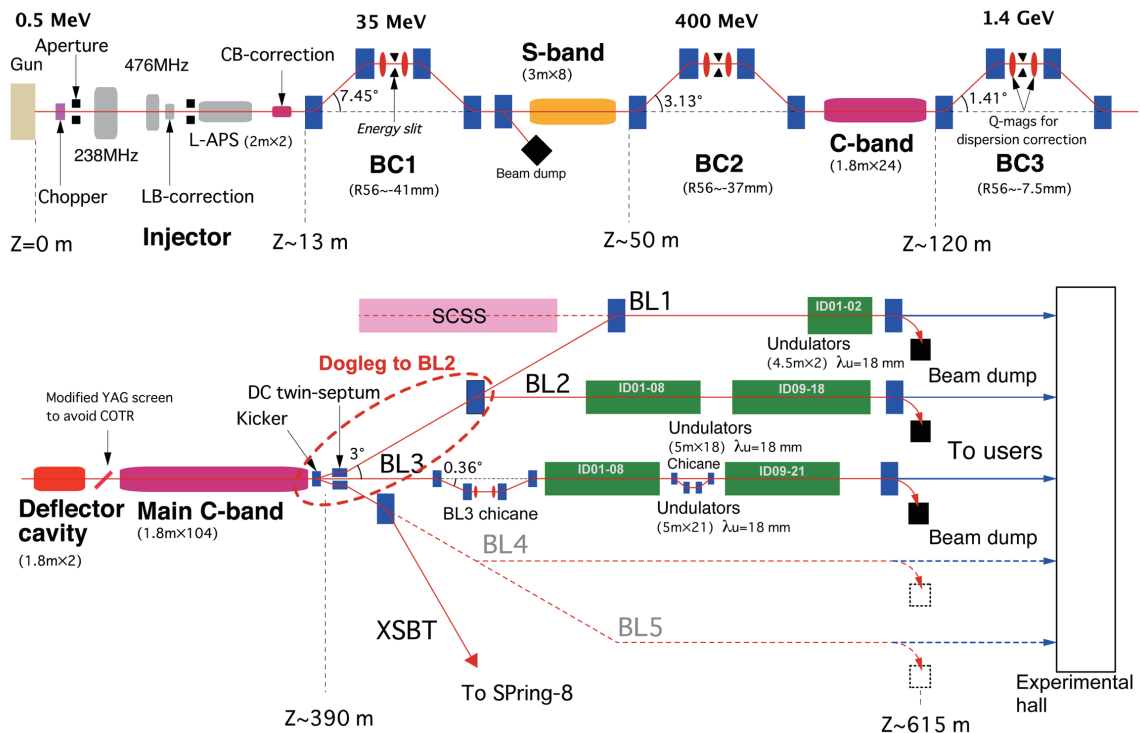 0.5 MeV
35 MeV
400 MeV
1.4 GeV
Aperture
Gun
476MHz
CB-correction
S-band
(3m×8)
7.45°
3.13°
1.41°
Energy slit
Q-mags for
dispersion correction
L-APS (2m×2)
238MHz
Chopper
LB-correction
BC1
(R56~-41mm)
Beam dump
BC2
(R56~-37mm)
C-band
(1.8m×24)
BC3
(R56~-7.5mm)
Injector
Z=0 m
Z~13 m
Z~50 m
Z~120 m
SCSS
BL1
ID01-02
Undulators
(4.5m×2) λu=18 mm
Beam dump
Dogleg to BL2
DC twin-septum
Kicker
BL2
ID01-08
ID09-18
Undulators
(5m×18) λu=18 mm
Modified YAG screen
to avoid COTR
3°
BL3
0.36°
BL3 chicane
ID01-08
Chicane
ID09-21
Undulators
(5m×21) λu=18 mm
To users
Beam dump
Deflector
cavity
(1.8m×2)
Main C-band
(1.8m×104)
BL4
BL5
XSBT
To SPring-8
Experimental
hall
Z~390 m
Z~615 m